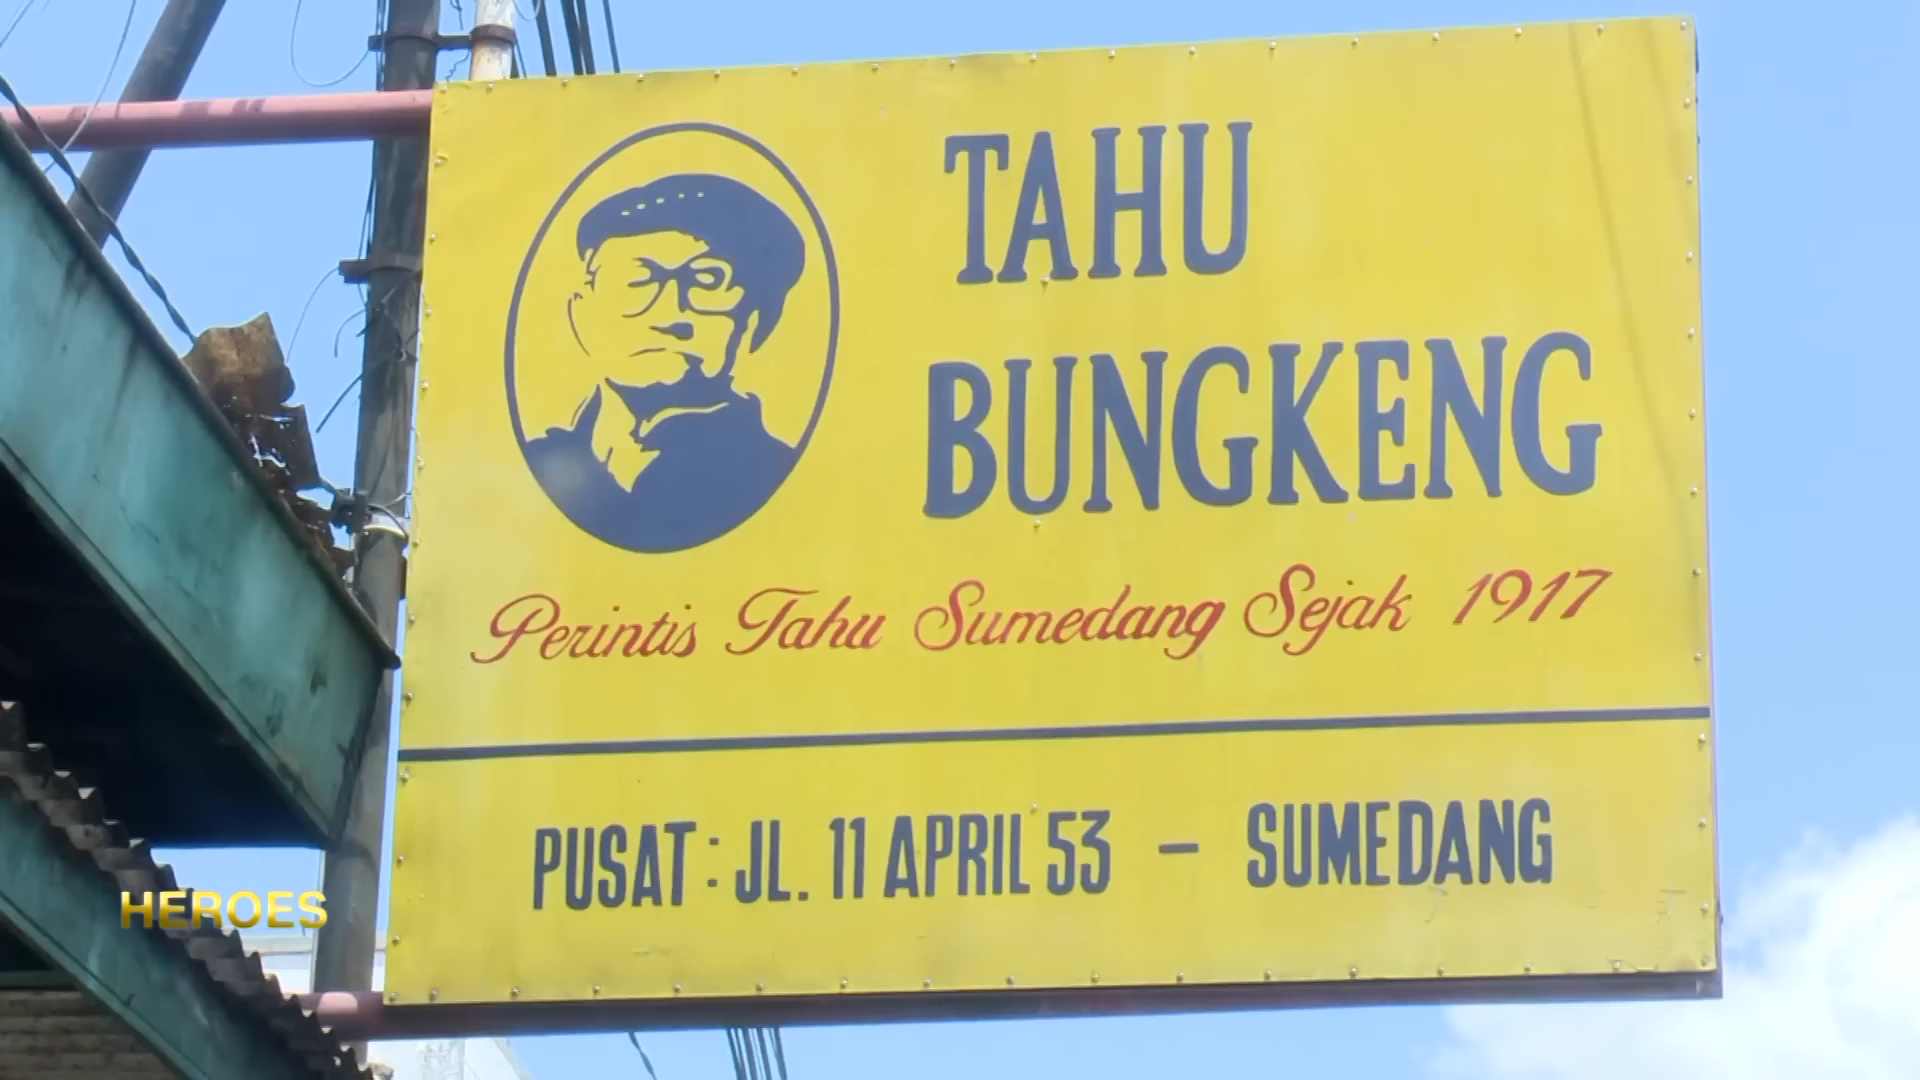 TAHU
BUNGKENG
Perintis Tahu Sumedang Sejak 1917
PUSAT : JL. 11 APRIL 53 – SUMEDANG
HEROES